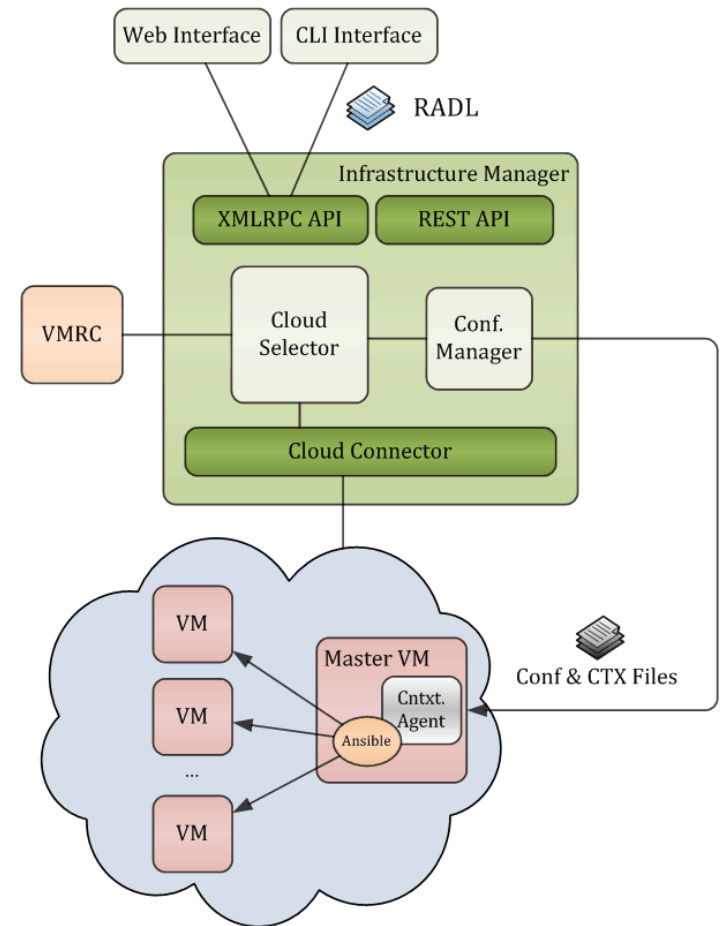 Web Interface
CLI Interface
RADL
Infrastructure Manager
XMLRPC API
REST API
VMRC
Cloud
Selector
Conf.
Manager
Cloud Connector
VM
Master VM
Cntxt.
Agent
Ansible
VM
...
VM
Conf & CTX Files